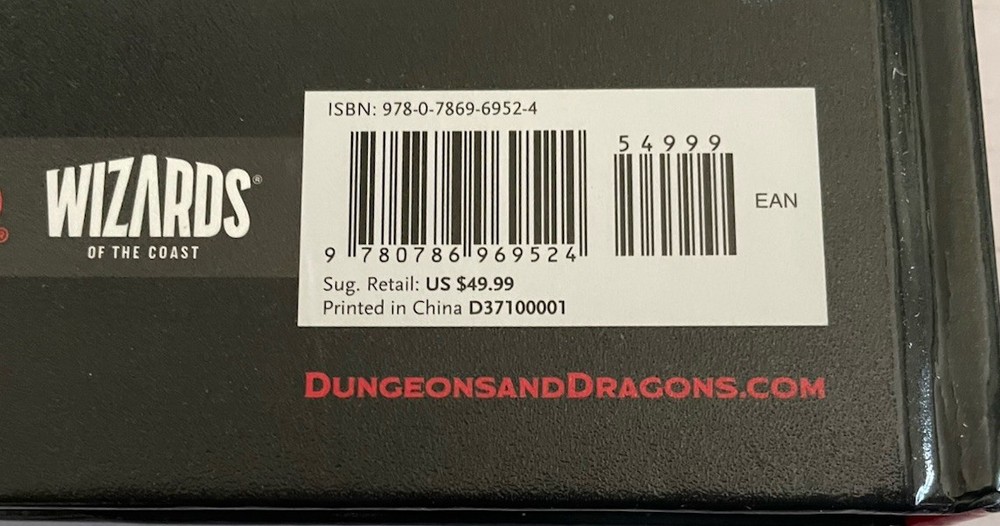 ISBN: 978-0-7869-6952-4
54999
EAN
9 780786 969524
Sug. Retail: US $49.99
Printed in China D37100001
WIZARDS®
OF THE COAST
®
DUNGEONSANDDRAGONS.COM